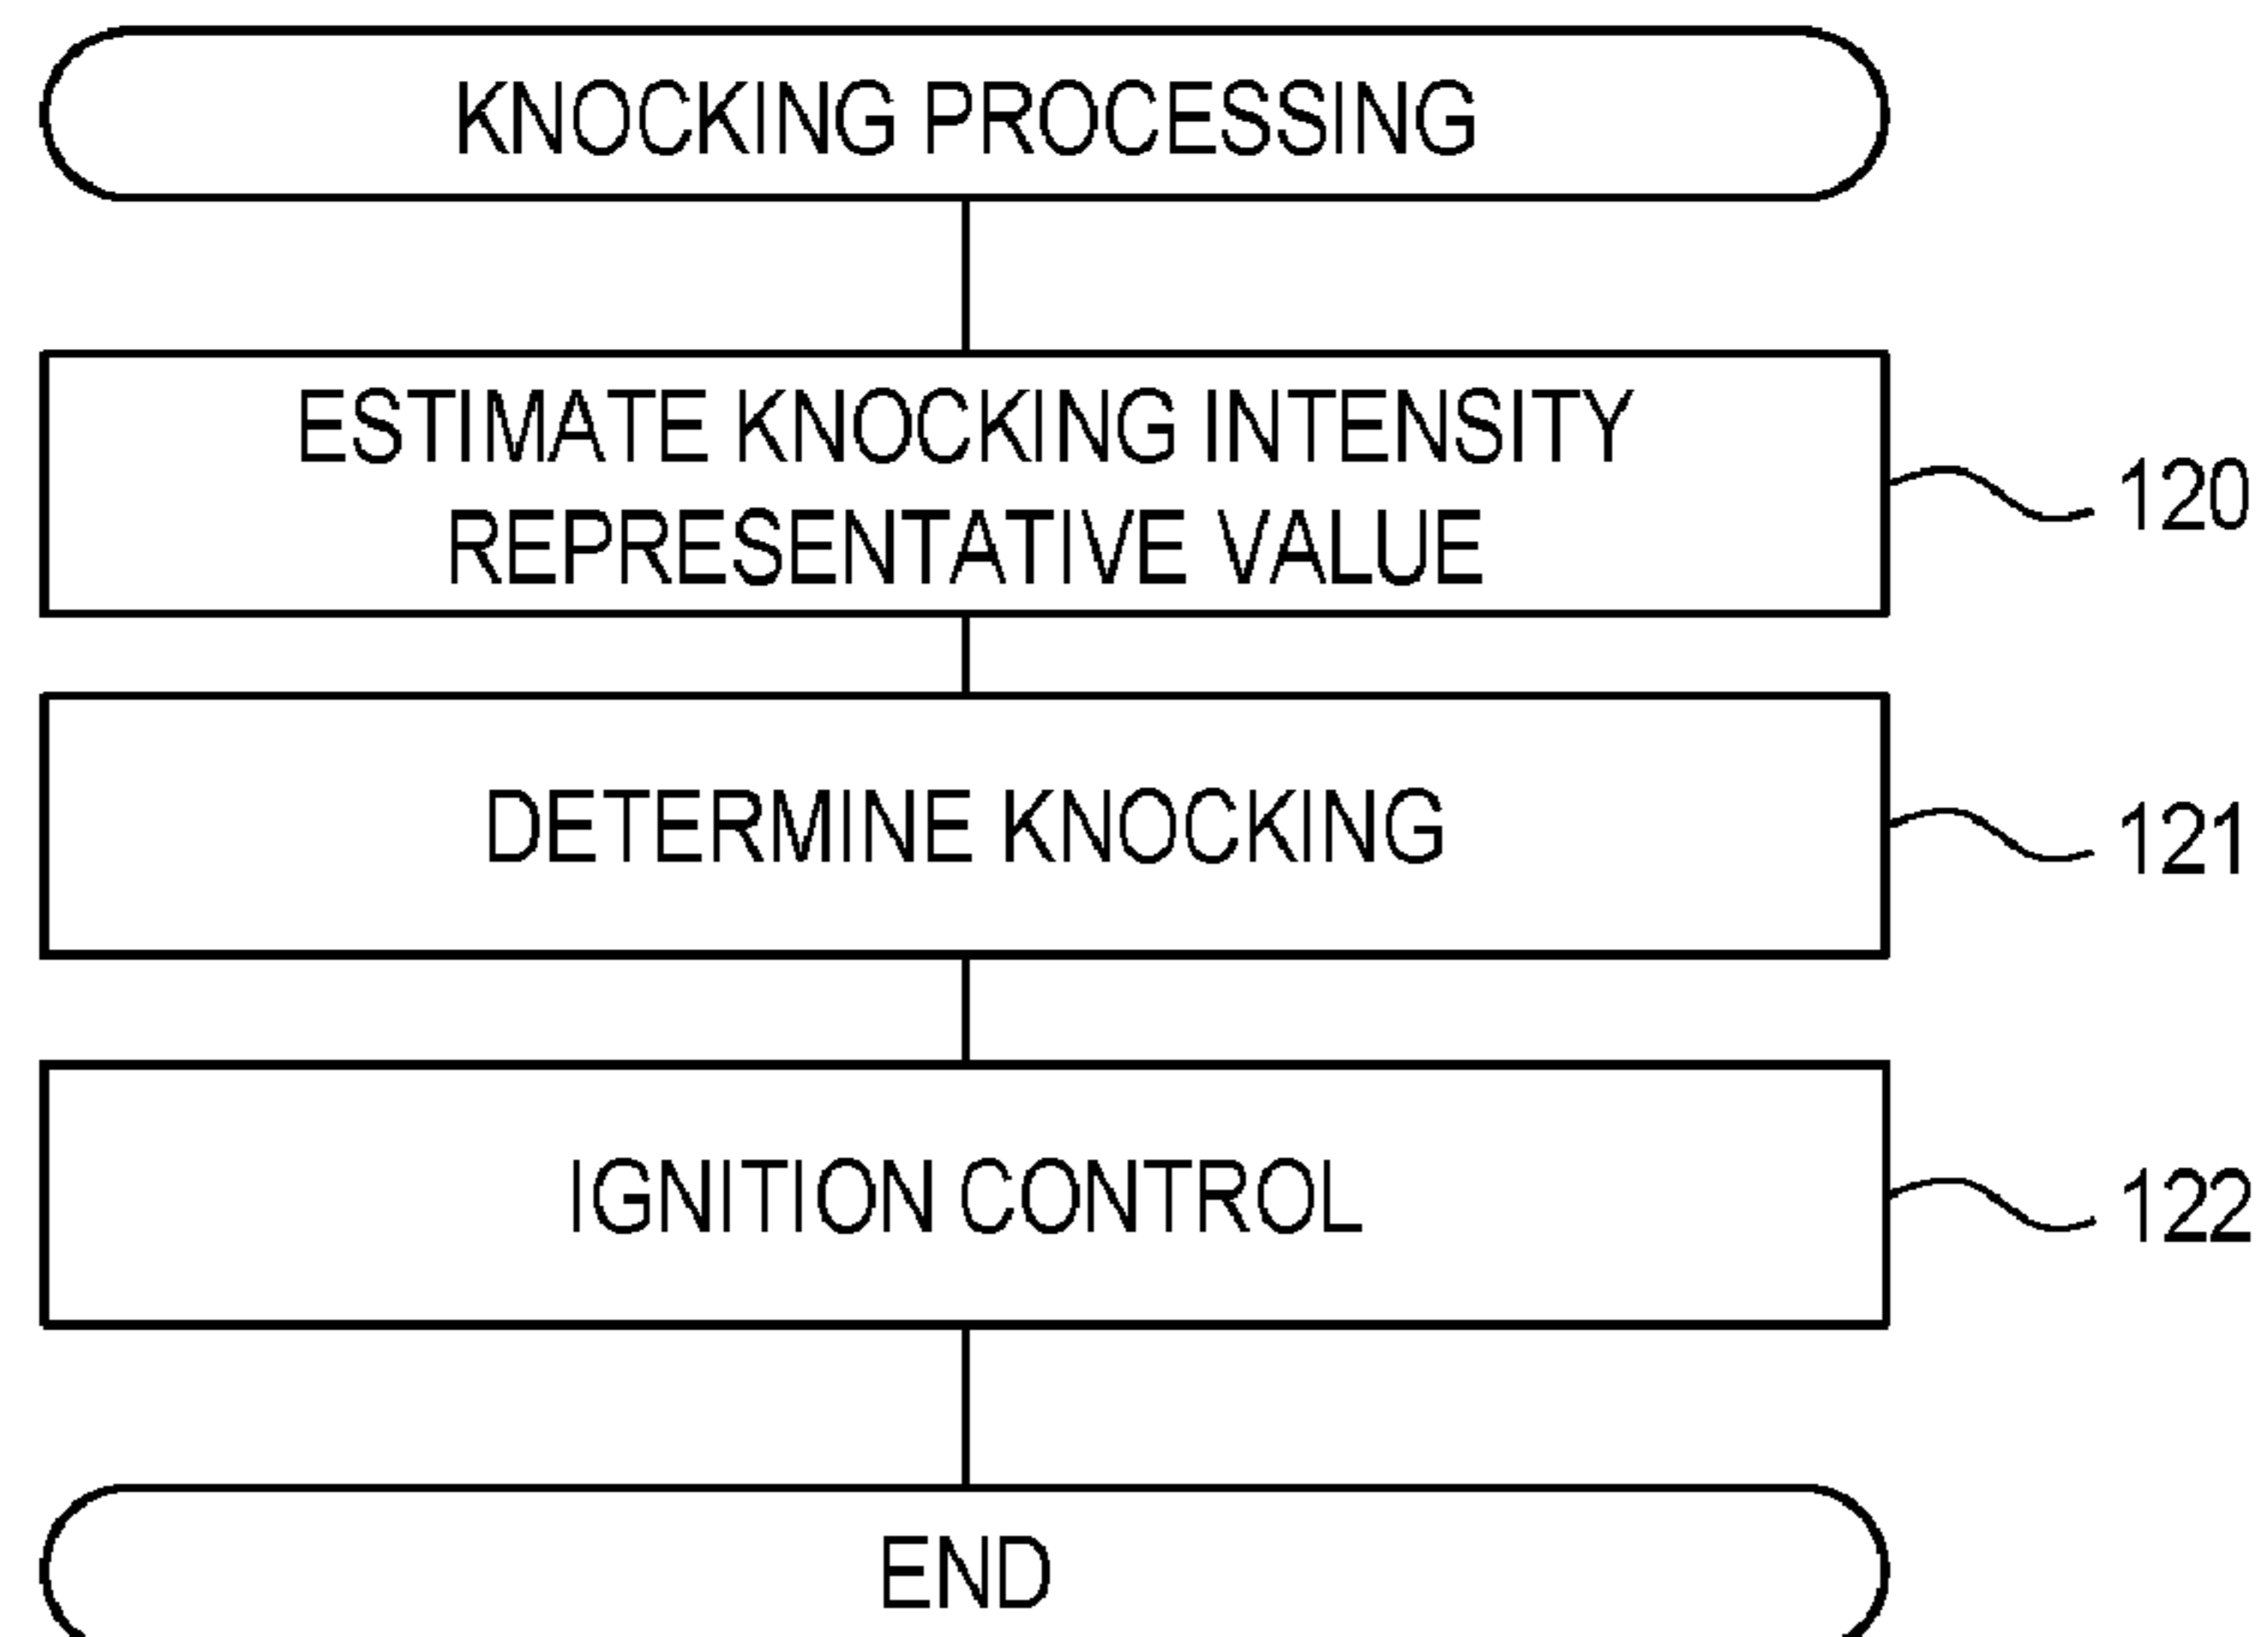 KNOCKING PROCESSING
ESTIMATE KNOCKING INTENSITY
REPRESENTATIVE VALUE
120
DETERMINE KNOCKING
121
IGNITION CONTROL
122
END